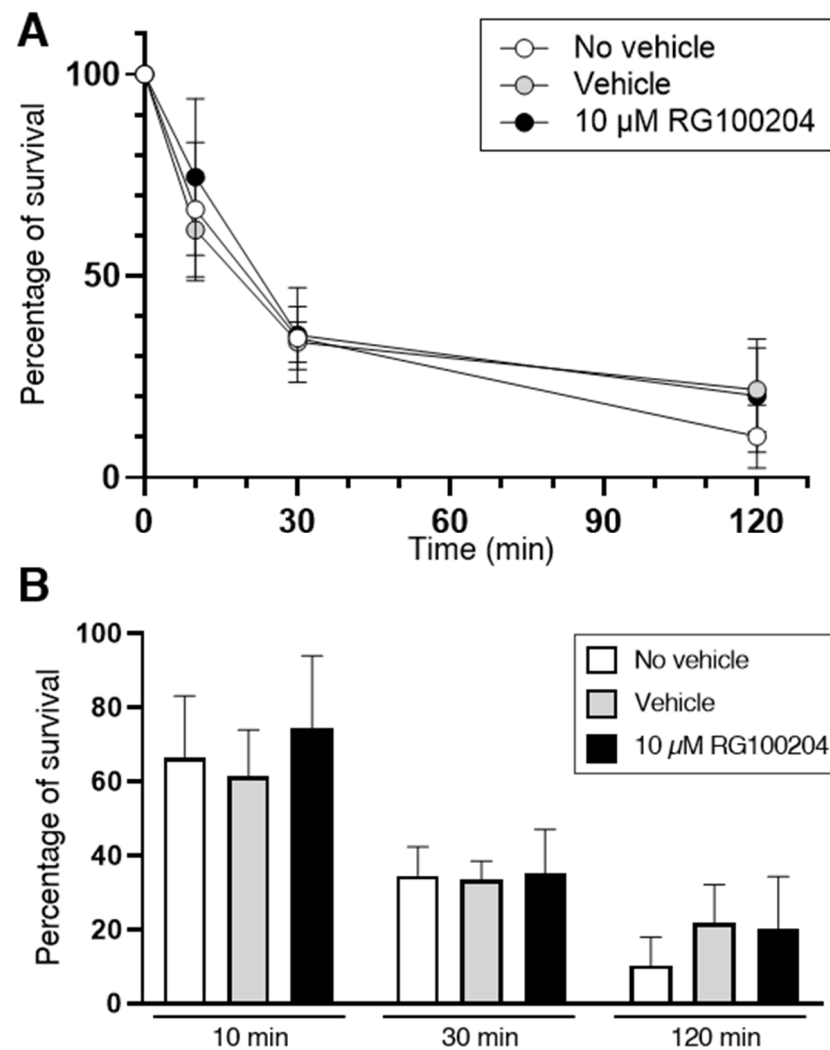 A
No vehicle
Vehicle
10 µM RG100204
100
50
0
Percentage of survival
0 30 60 90 120
Time (min)
B
No vehicle
Vehicle
10 µM RG100204
100
80
60
40
20
0
Percentage of survival
10 min 30 min 120 min